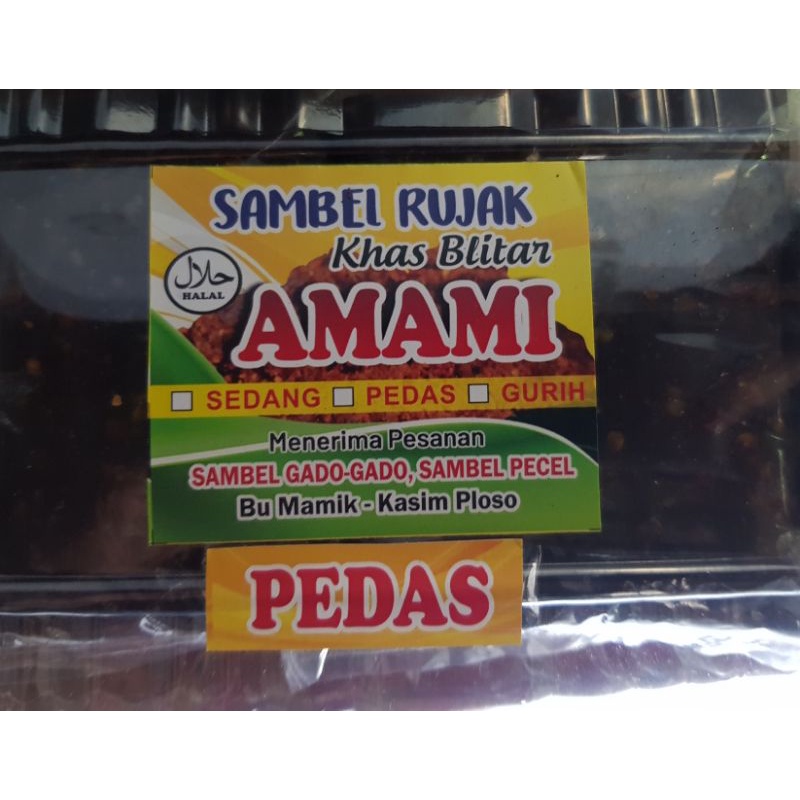 SAMBEL RUJAK
Khas Blitar
حلال
HALAL
AMAMI
SEDANG PEDAS GURIH
Menerima Pesanan
SAMBEL GADO-GADO, SAMBEL PECEL
Bu Mamik - Kasim Ploso
PEDAS